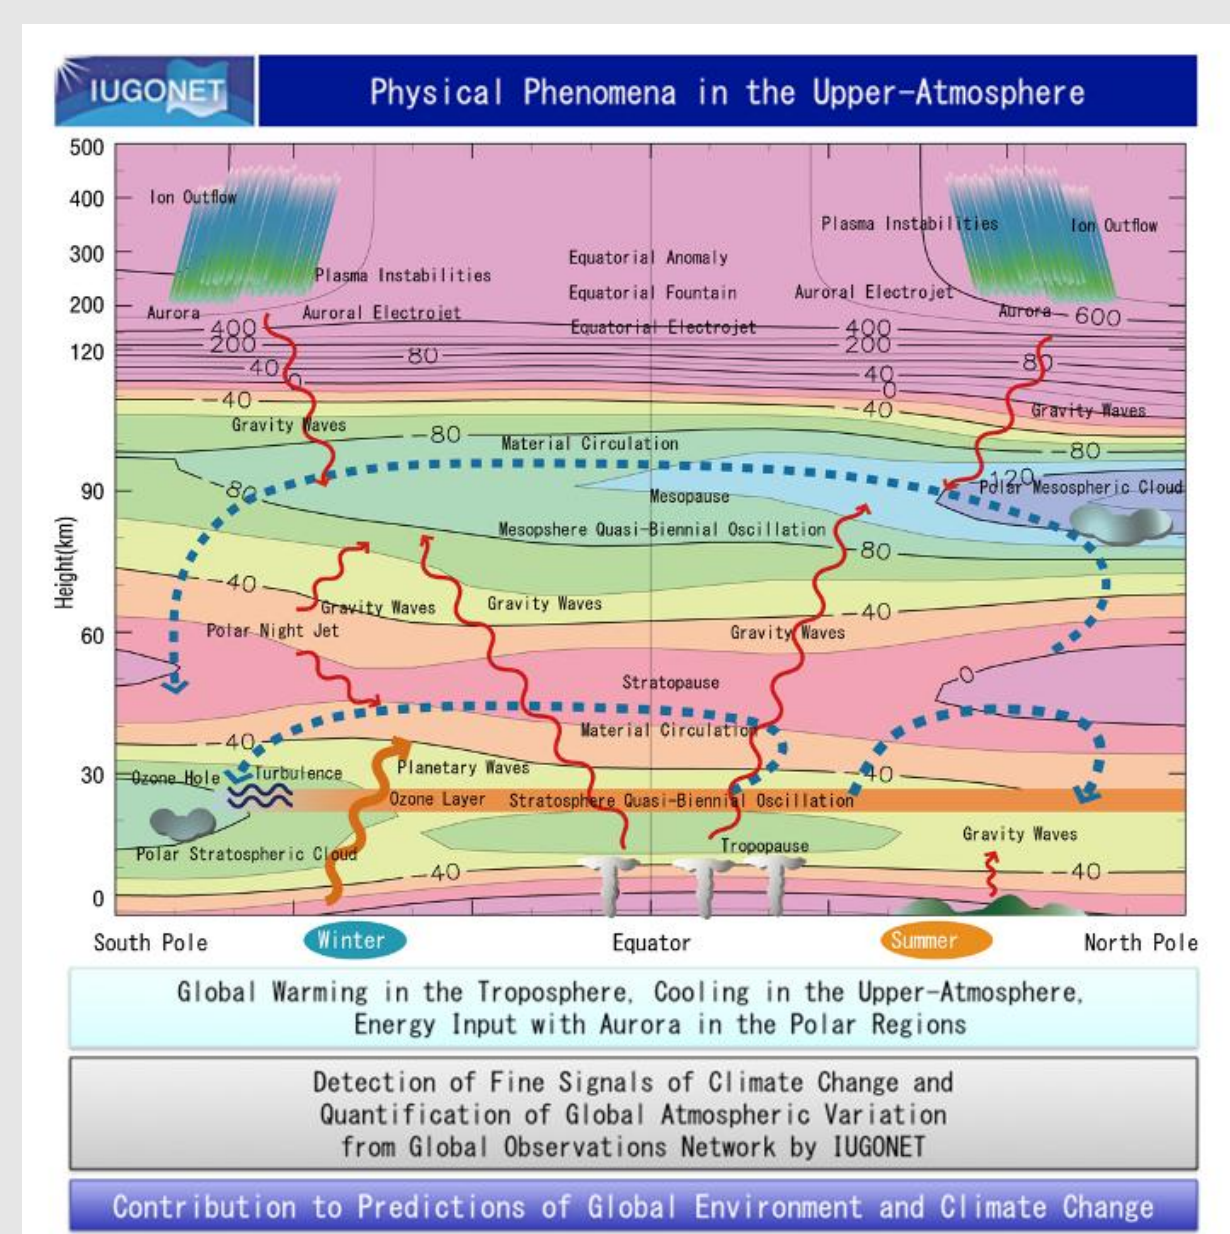 IUGONET
Physical Phenomena in the Upper-Atmosphere
500
400
Ion Outflow
Plasma Instabilities
Ion Outflow
300
Equatorial Anomaly
Plasma Instabilities
Equatorial Fountain
Auroral Electrojet
200
Aurora
Auroral Electrojet
Aurora
600
400
Equatorial Electrojet
400
200
200
120
80
80
40
40
0
0
-40
-40
Gravity Waves
Gravity Waves
-80
Material Circulation
-80
-120
Polar Mesospheric Cloud
90
-80
Mesopause
Mesopshere Quasi-Biennial Oscillation
-80
Height(km)
-40
Gravity Waves
Gravity Waves
-40
60
Polar Night Jet
Gravity Waves
Stratopause
0
Material Circulation
-40
Planetary Waves
30
Ozone Hole
Turbulence
-40
Ozone Layer
Stratosphere Quasi-Biennial Oscillation
Gravity Waves
Polar Stratospheric Cloud
Tropopause
-40
-40
0
South Pole
Winter
Equator
Summer
North Pole
Global Warming in the Troposphere, Cooling in the Upper-Atmosphere,
Energy Input with Aurora in the Polar Regions
Detection of Fine Signals of Climate Change and
Quantification of Global Atmospheric Variation
from Global Observations Network by IUGONET
Contribution to Predictions of Global Environment and Climate Change